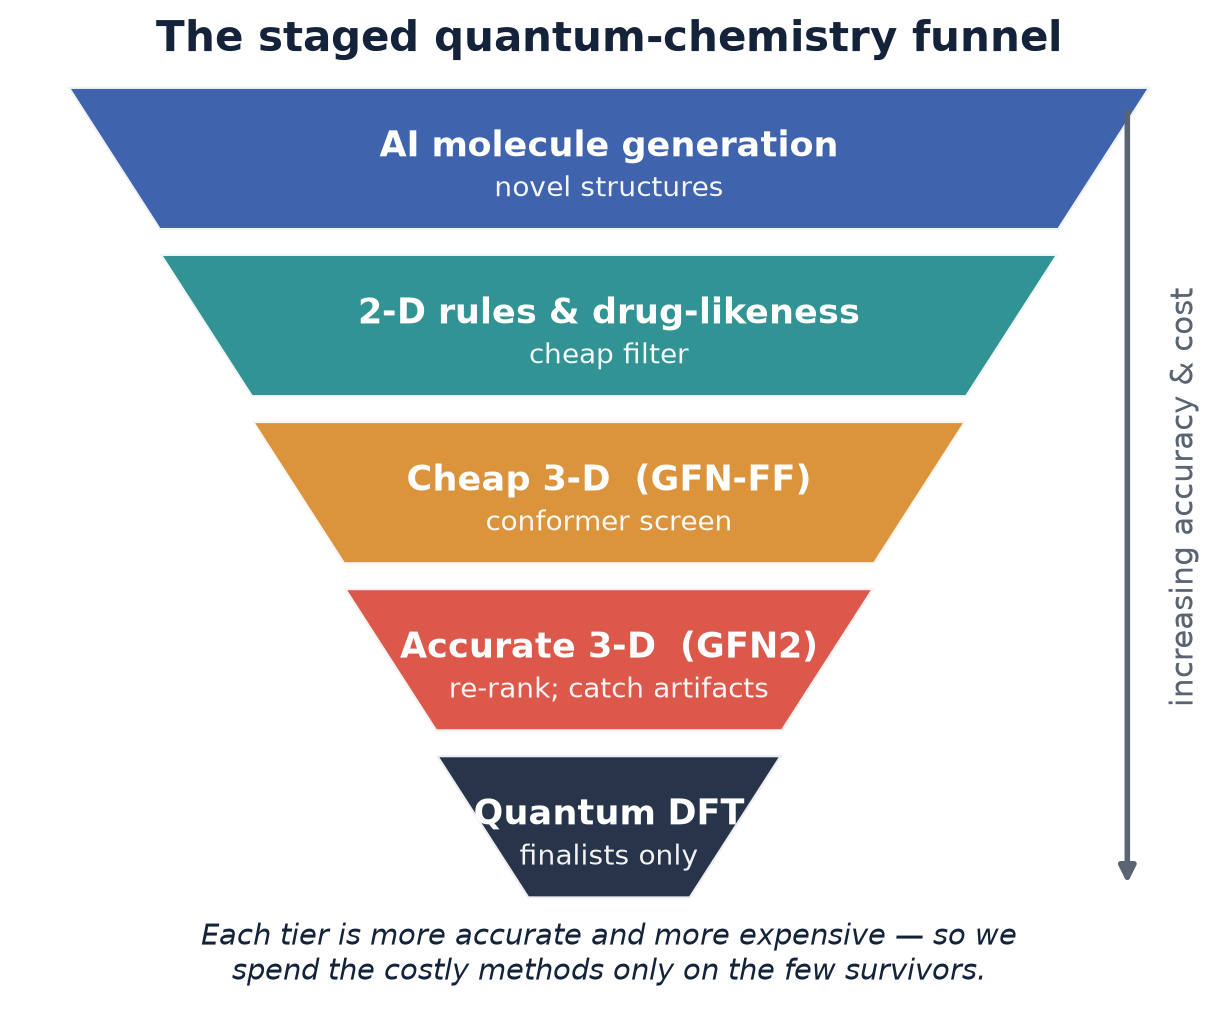 The staged quantum-chemistry funnel
AI molecule generation
novel structures
2-D rules & drug-likeness
cheap filter
Cheap 3-D  (GFN-FF)
conformer screen
Accurate 3-D  (GFN2)
re-rank; catch artifacts
Quantum DFT
finalists only
increasing accuracy & cost
Each tier is more accurate and more expensive — so we
spend the costly methods only on the few survivors.